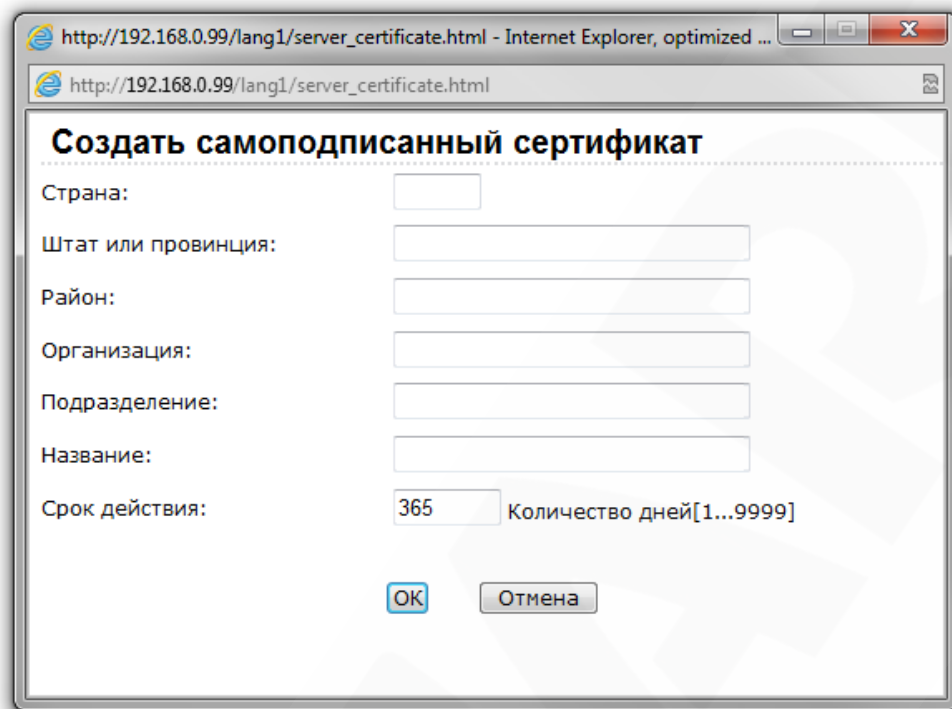 http://192.168.0.99/lang1/server_certificate.html - Internet Explorer, optimized ...
http://192.168.0.99/lang1/server_certificate.html
Создать самоподписанный сертификат
Страна:
Штат или провинция:
Район:
Организация:
Подразделение:
Название:
Срок действия: 365 Количество дней[1...9999]
OK Отмена